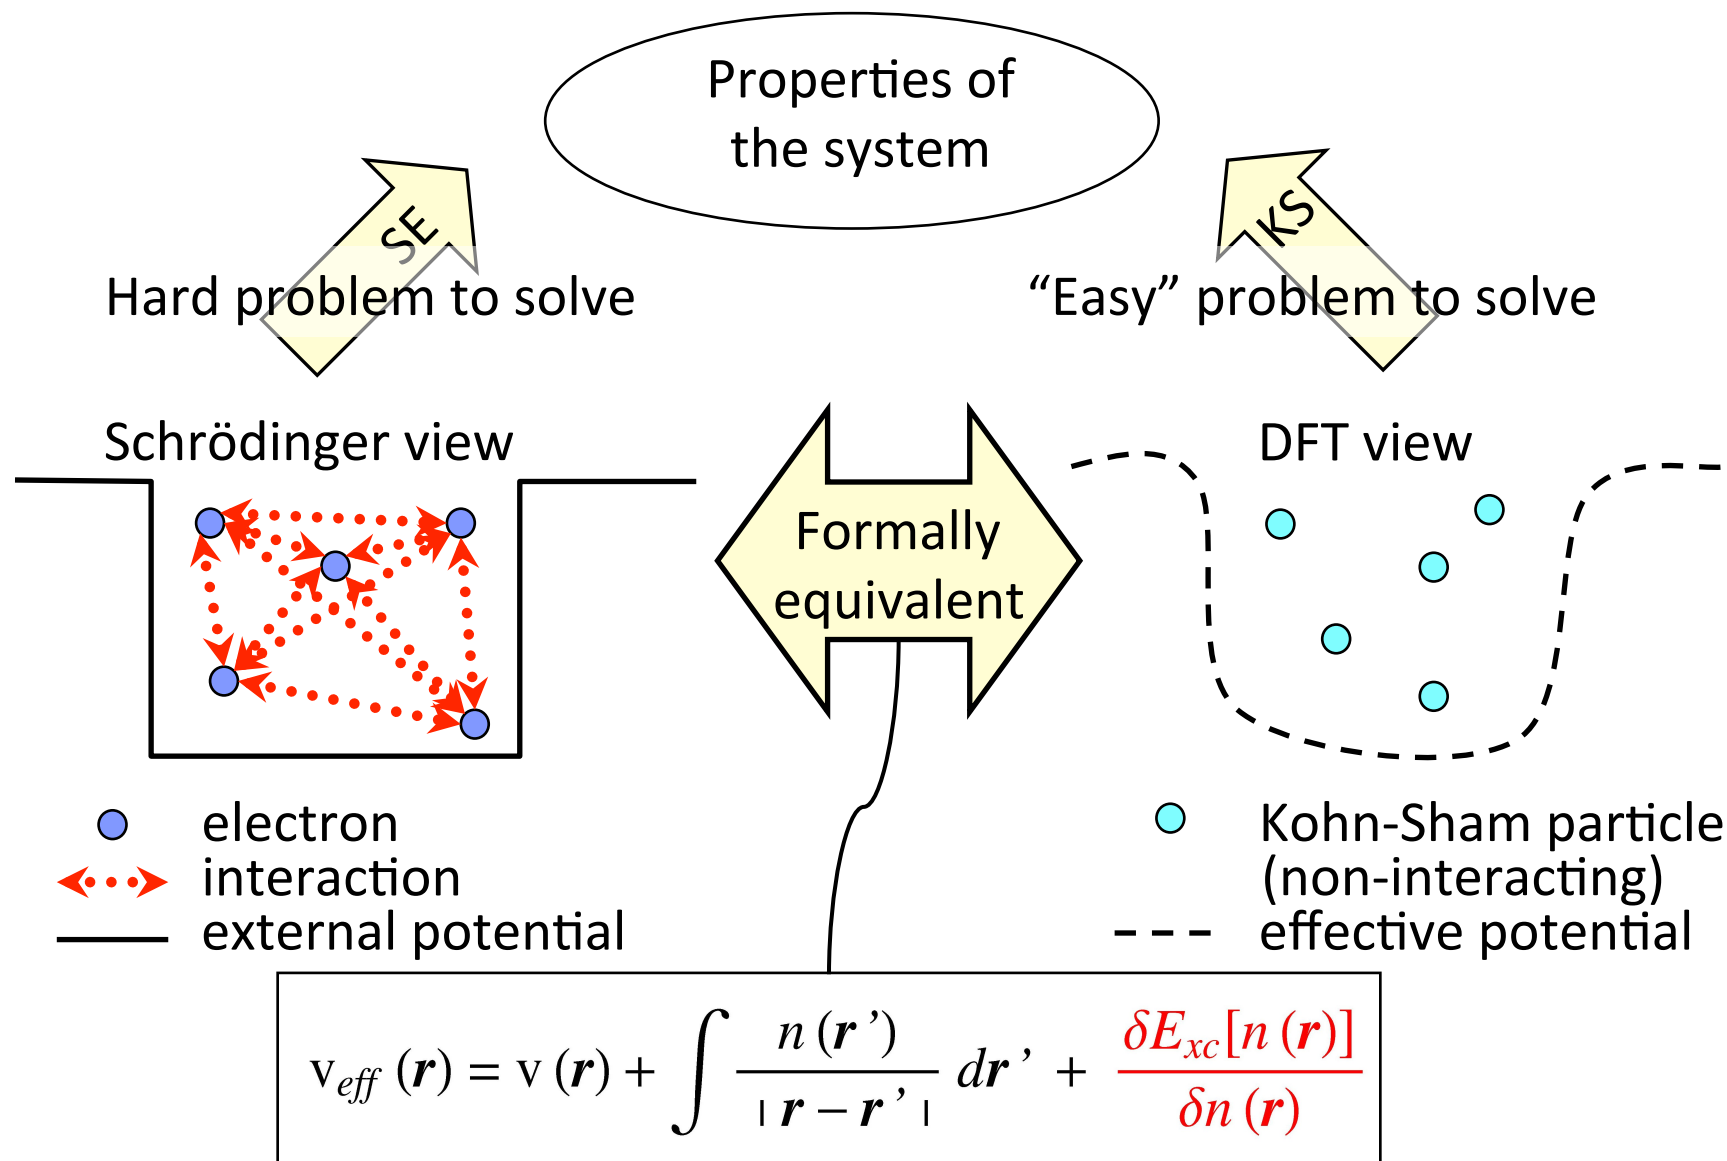 Properties of
the system
SE
KS
Hard problem to solve
“Easy” problem to solve
Schrödinger view
DFT view
Formally
equivalent
electron
interaction
external potential
Kohn-Sham particle
(non-interacting)
effective potential
v_eff (r) = v (r) + ∫ n (r ’) / | r – r ’ | dr ’ + δE_xc[n (r)] / δn (r)